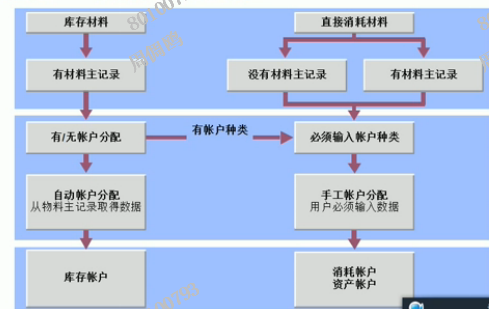 库存材料
直接消耗材料
有材料主记录
没有材料主记录
有材料主记录
有/无帐户分配
有帐户种类
必须输入帐户种类
自动帐户分配
从物料主记录取得数据
手工帐户分配
用户必须输入数据
库存帐户
消耗帐户
资产帐户